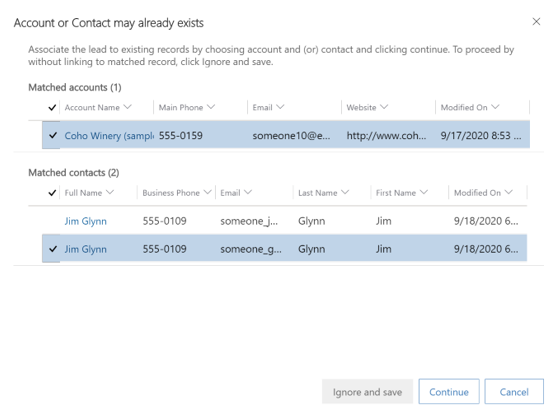 Account or Contact may already exists
Associate the lead to existing records by choosing account and (or) contact and clicking continue. To proceed by
without linking to matched record, click Ignore and save.
Matched accounts (1)
Account Name Main Phone Email Website Modified On
Coho Winery (sampl 555-0159 someone10@e... http://www.coh... 9/17/2020 8:53 ...
Matched contacts (2)
Full Name Business Phone Email Last Name First Name Modified On
Jim Glynn 555-0109 someone_j... Glynn Jim 9/18/2020 6...
Jim Glynn 555-0109 someone_g... Glynn Jim 9/18/2020 6...
Ignore and save Continue Cancel